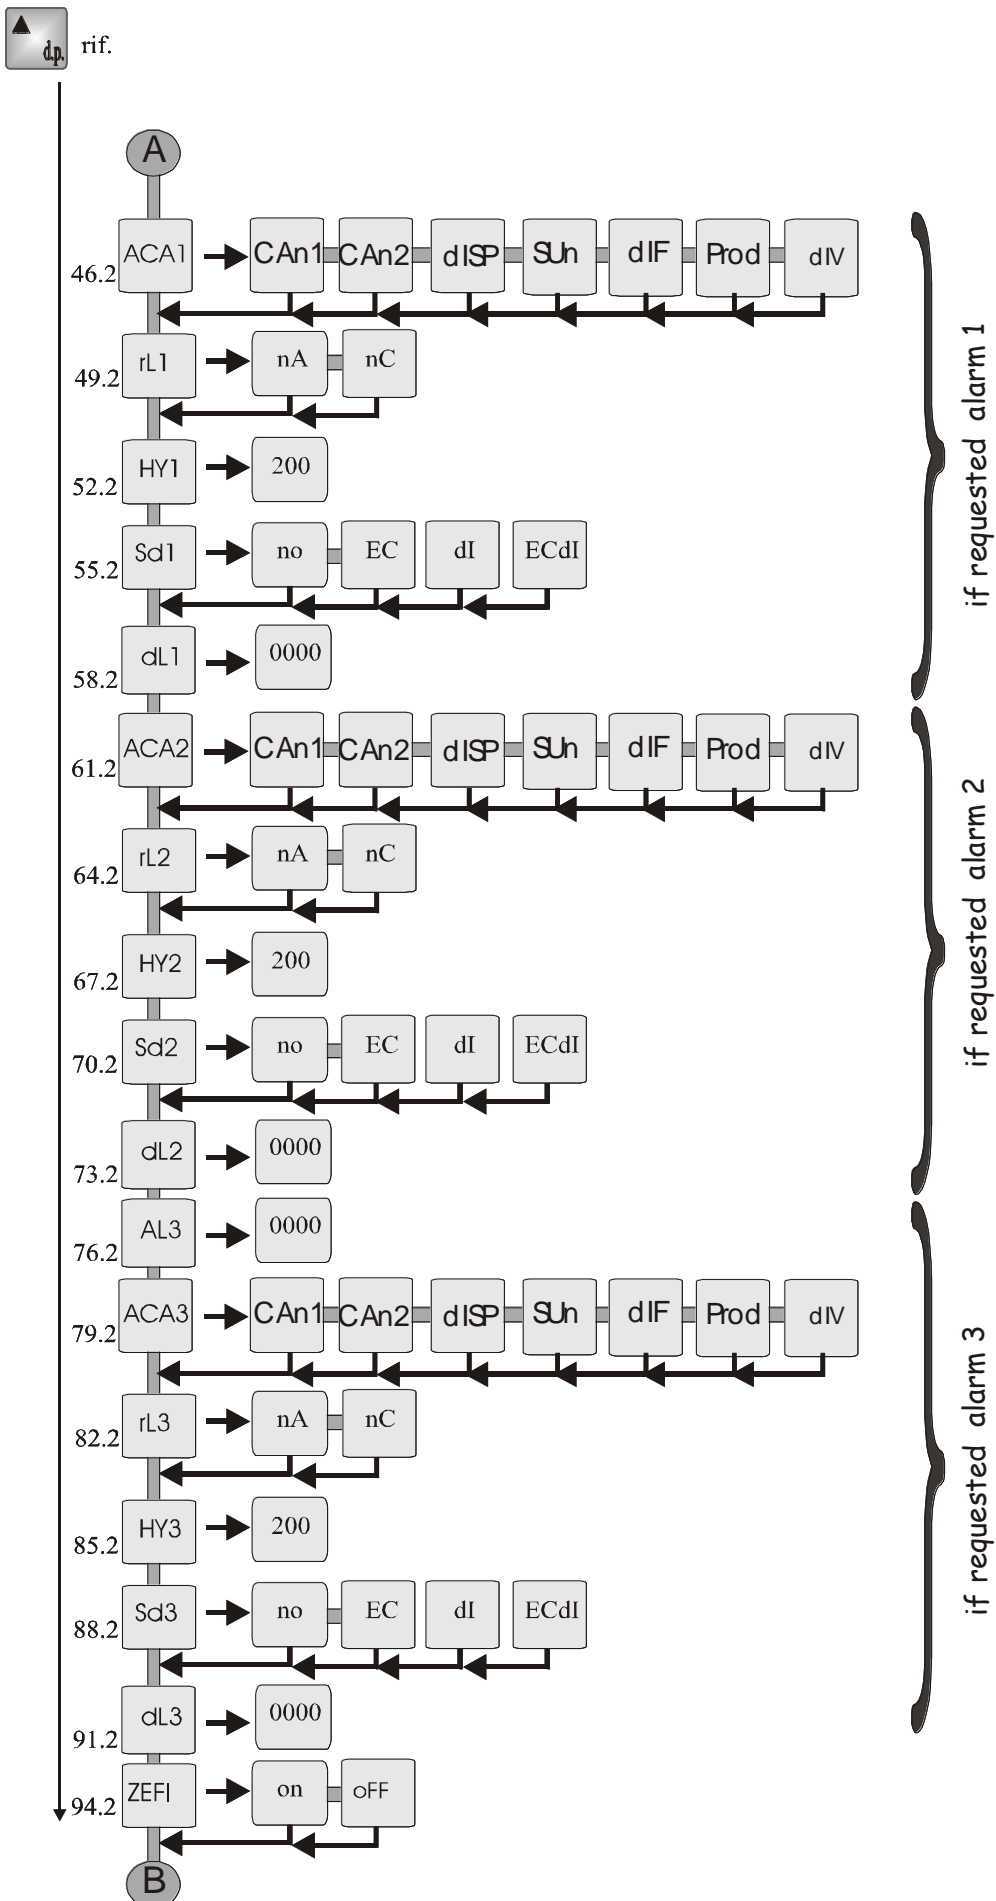 d.p. rif.
A
46.2 ACA1 CAn1 CAn2 dISP SUn dIF Prod dIV
49.2 rL1 nA nC
52.2 HY1 200
55.2 Sd1 no EC dI ECdI
58.2 dL1 0000
if requested alarm 1
61.2 ACA2 CAn1 CAn2 dISP SUn dIF Prod dIV
64.2 rL2 nA nC
67.2 HY2 200
70.2 Sd2 no EC dI ECdI
73.2 dL2 0000
if requested alarm 2
76.2 AL3 0000
79.2 ACA3 CAn1 CAn2 dISP SUn dIF Prod dIV
82.2 rL3 nA nC
85.2 HY3 200
88.2 Sd3 no EC dI ECdI
91.2 dL3 0000
if requested alarm 3
94.2 ZEFI on oFF
B